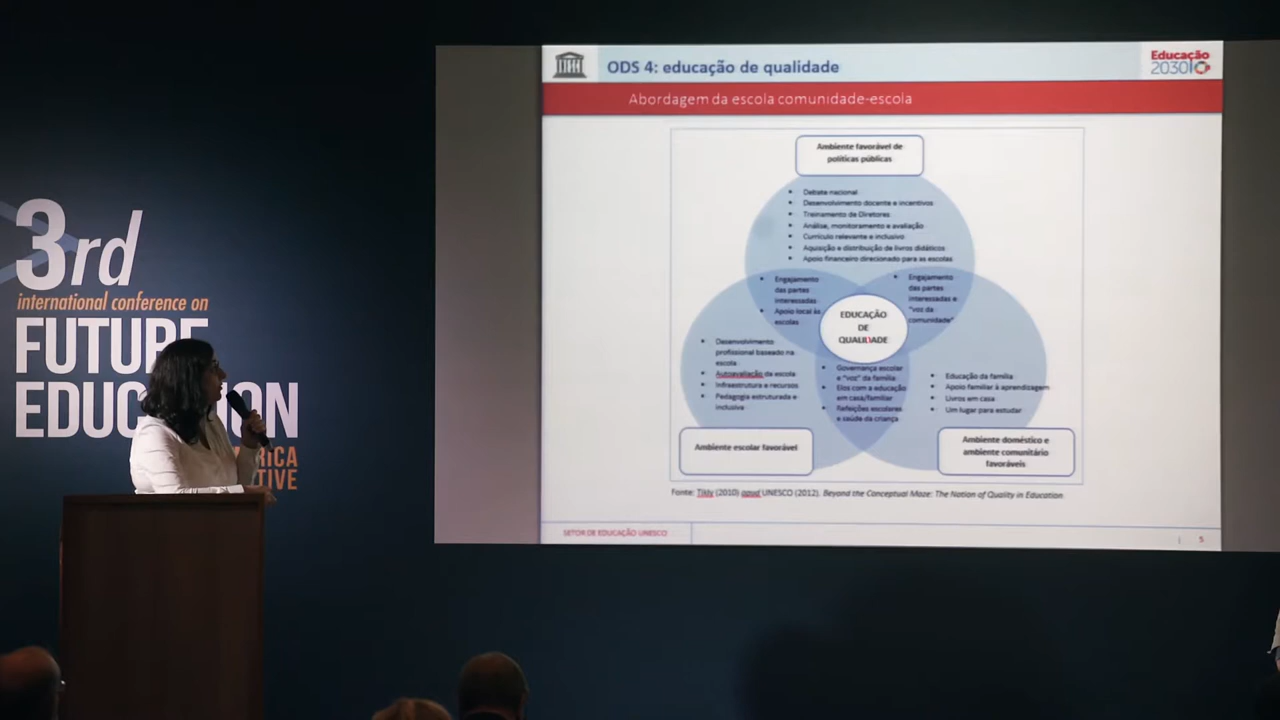 3rd
international conference on
FUTURE
EDUCATION
ODS 4: educação de qualidade
Educação
2030
Abordagem da escola comunidade-escola
Ambiente favorável de
políticas públicas
Debate nacional
Desenvolvimento docente e incentivos
Treinamento de Diretores
Análise, monitoramento e avaliação
Currículo relevante e inclusivo
Aquisição e distribuição de livros didáticos
Apoio financeiro direcionado para as escolas
Engajamento
das partes
interessadas
Apoio local às
escolas
Engajamento
das partes
interessadas e
"voz da
comunidade"
EDUCAÇÃO
DE
QUALIDADE
Desenvolvimento
profissional baseado na
escola
Autoavaliação da escola
Infraestrutura e recursos
Pedagogia estruturada e
inclusiva
Governança escolar
e "voz" da família
Elos com a educação
em casa/familiar
Refeições escolares
e saúde da criança
Educação da família
Apoio familiar à aprendizagem
Livros em casa
Um lugar para estudar
Ambiente escolar favorável
Ambiente doméstico e
ambiente comunitário
favoráveis
Fonte: Tikly (2010) apud UNESCO (2012). Beyond the Conceptual Maze: The Notion of Quality in Education
SETOR DE EDUCAÇÃO UNESCO
5